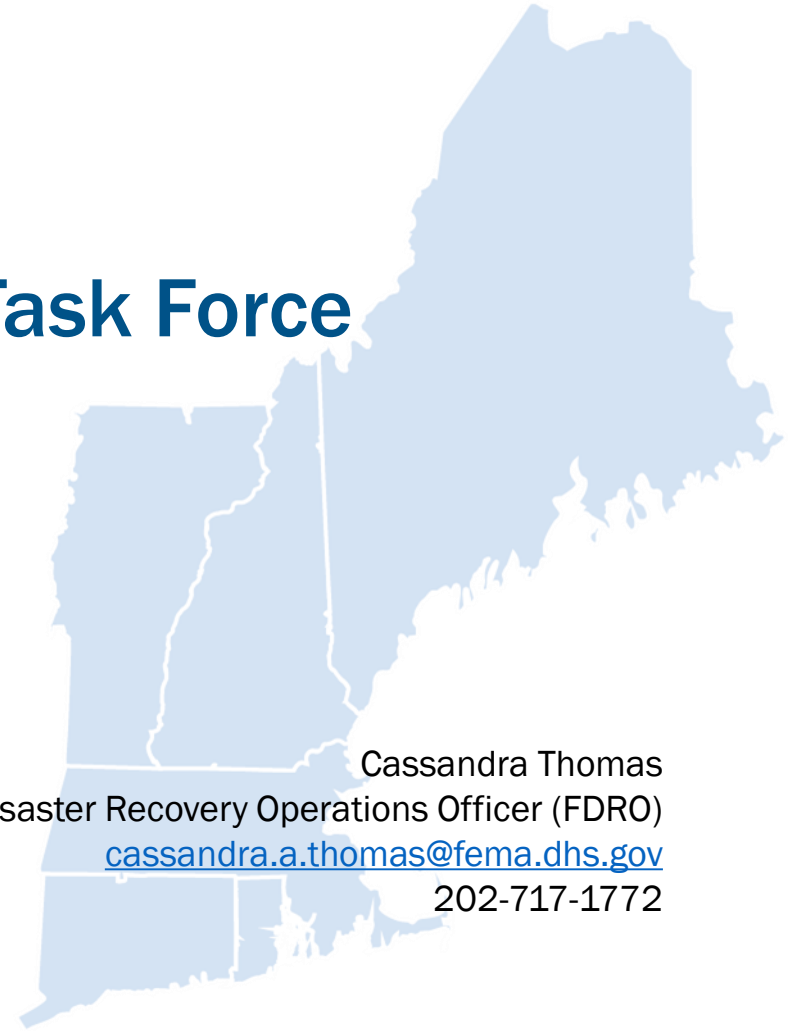 Task Force
Cassandra Thomas
saster Recovery Operations Officer (FDRO)
cassandra.a.thomas@fema.dhs.gov
202-717-1772